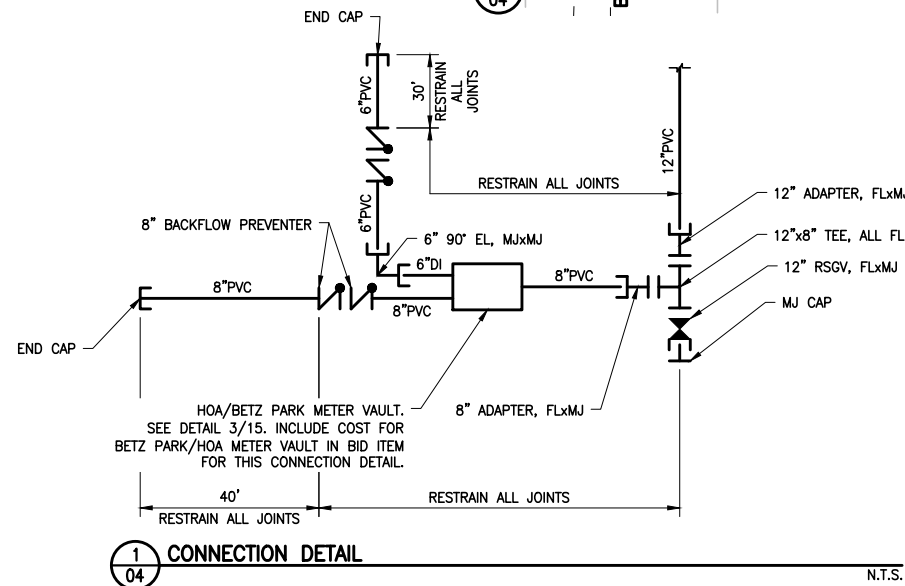 04
END CAP
6"PVC
30'
RESTRAIN
ALL
JOINTS
12"PVC
RESTRAIN ALL JOINTS
12" ADAPTER, FLxMJ
8" BACKFLOW PREVENTER
6"PVC
6" 90° EL, MJxMJ
12"x8" TEE, ALL FL
6"DI
12" RSGV, FLxMJ
8"PVC
8"PVC
8"PVC
MJ CAP
END CAP
HOA/BETZ PARK METER VAULT.
SEE DETAIL 3/15. INCLUDE COST FOR
BETZ PARK/HOA METER VAULT IN BID ITEM
FOR THIS CONNECTION DETAIL.
8" ADAPTER, FLxMJ
40'
RESTRAIN ALL JOINTS
RESTRAIN ALL JOINTS
1
04
CONNECTION DETAIL
N.T.S.